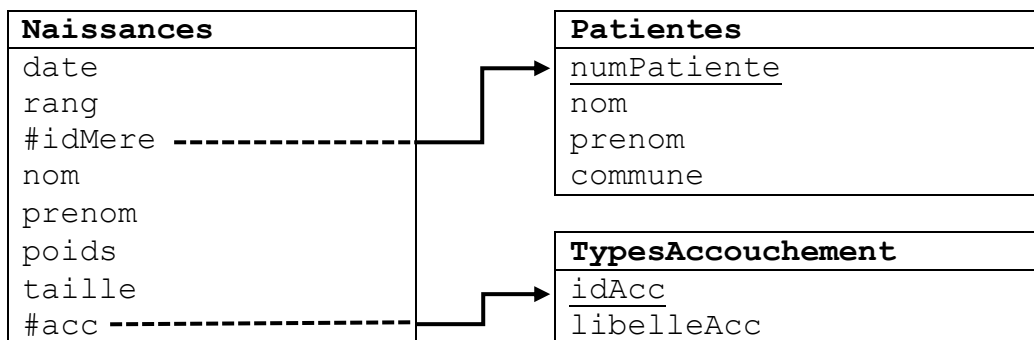 Naissances
date
rang
#idMere
nom
prenom
poids
taille
#acc
Patientes
numPatiente
nom
prenom
commune
TypesAccouchement
idAcc
libelleAcc